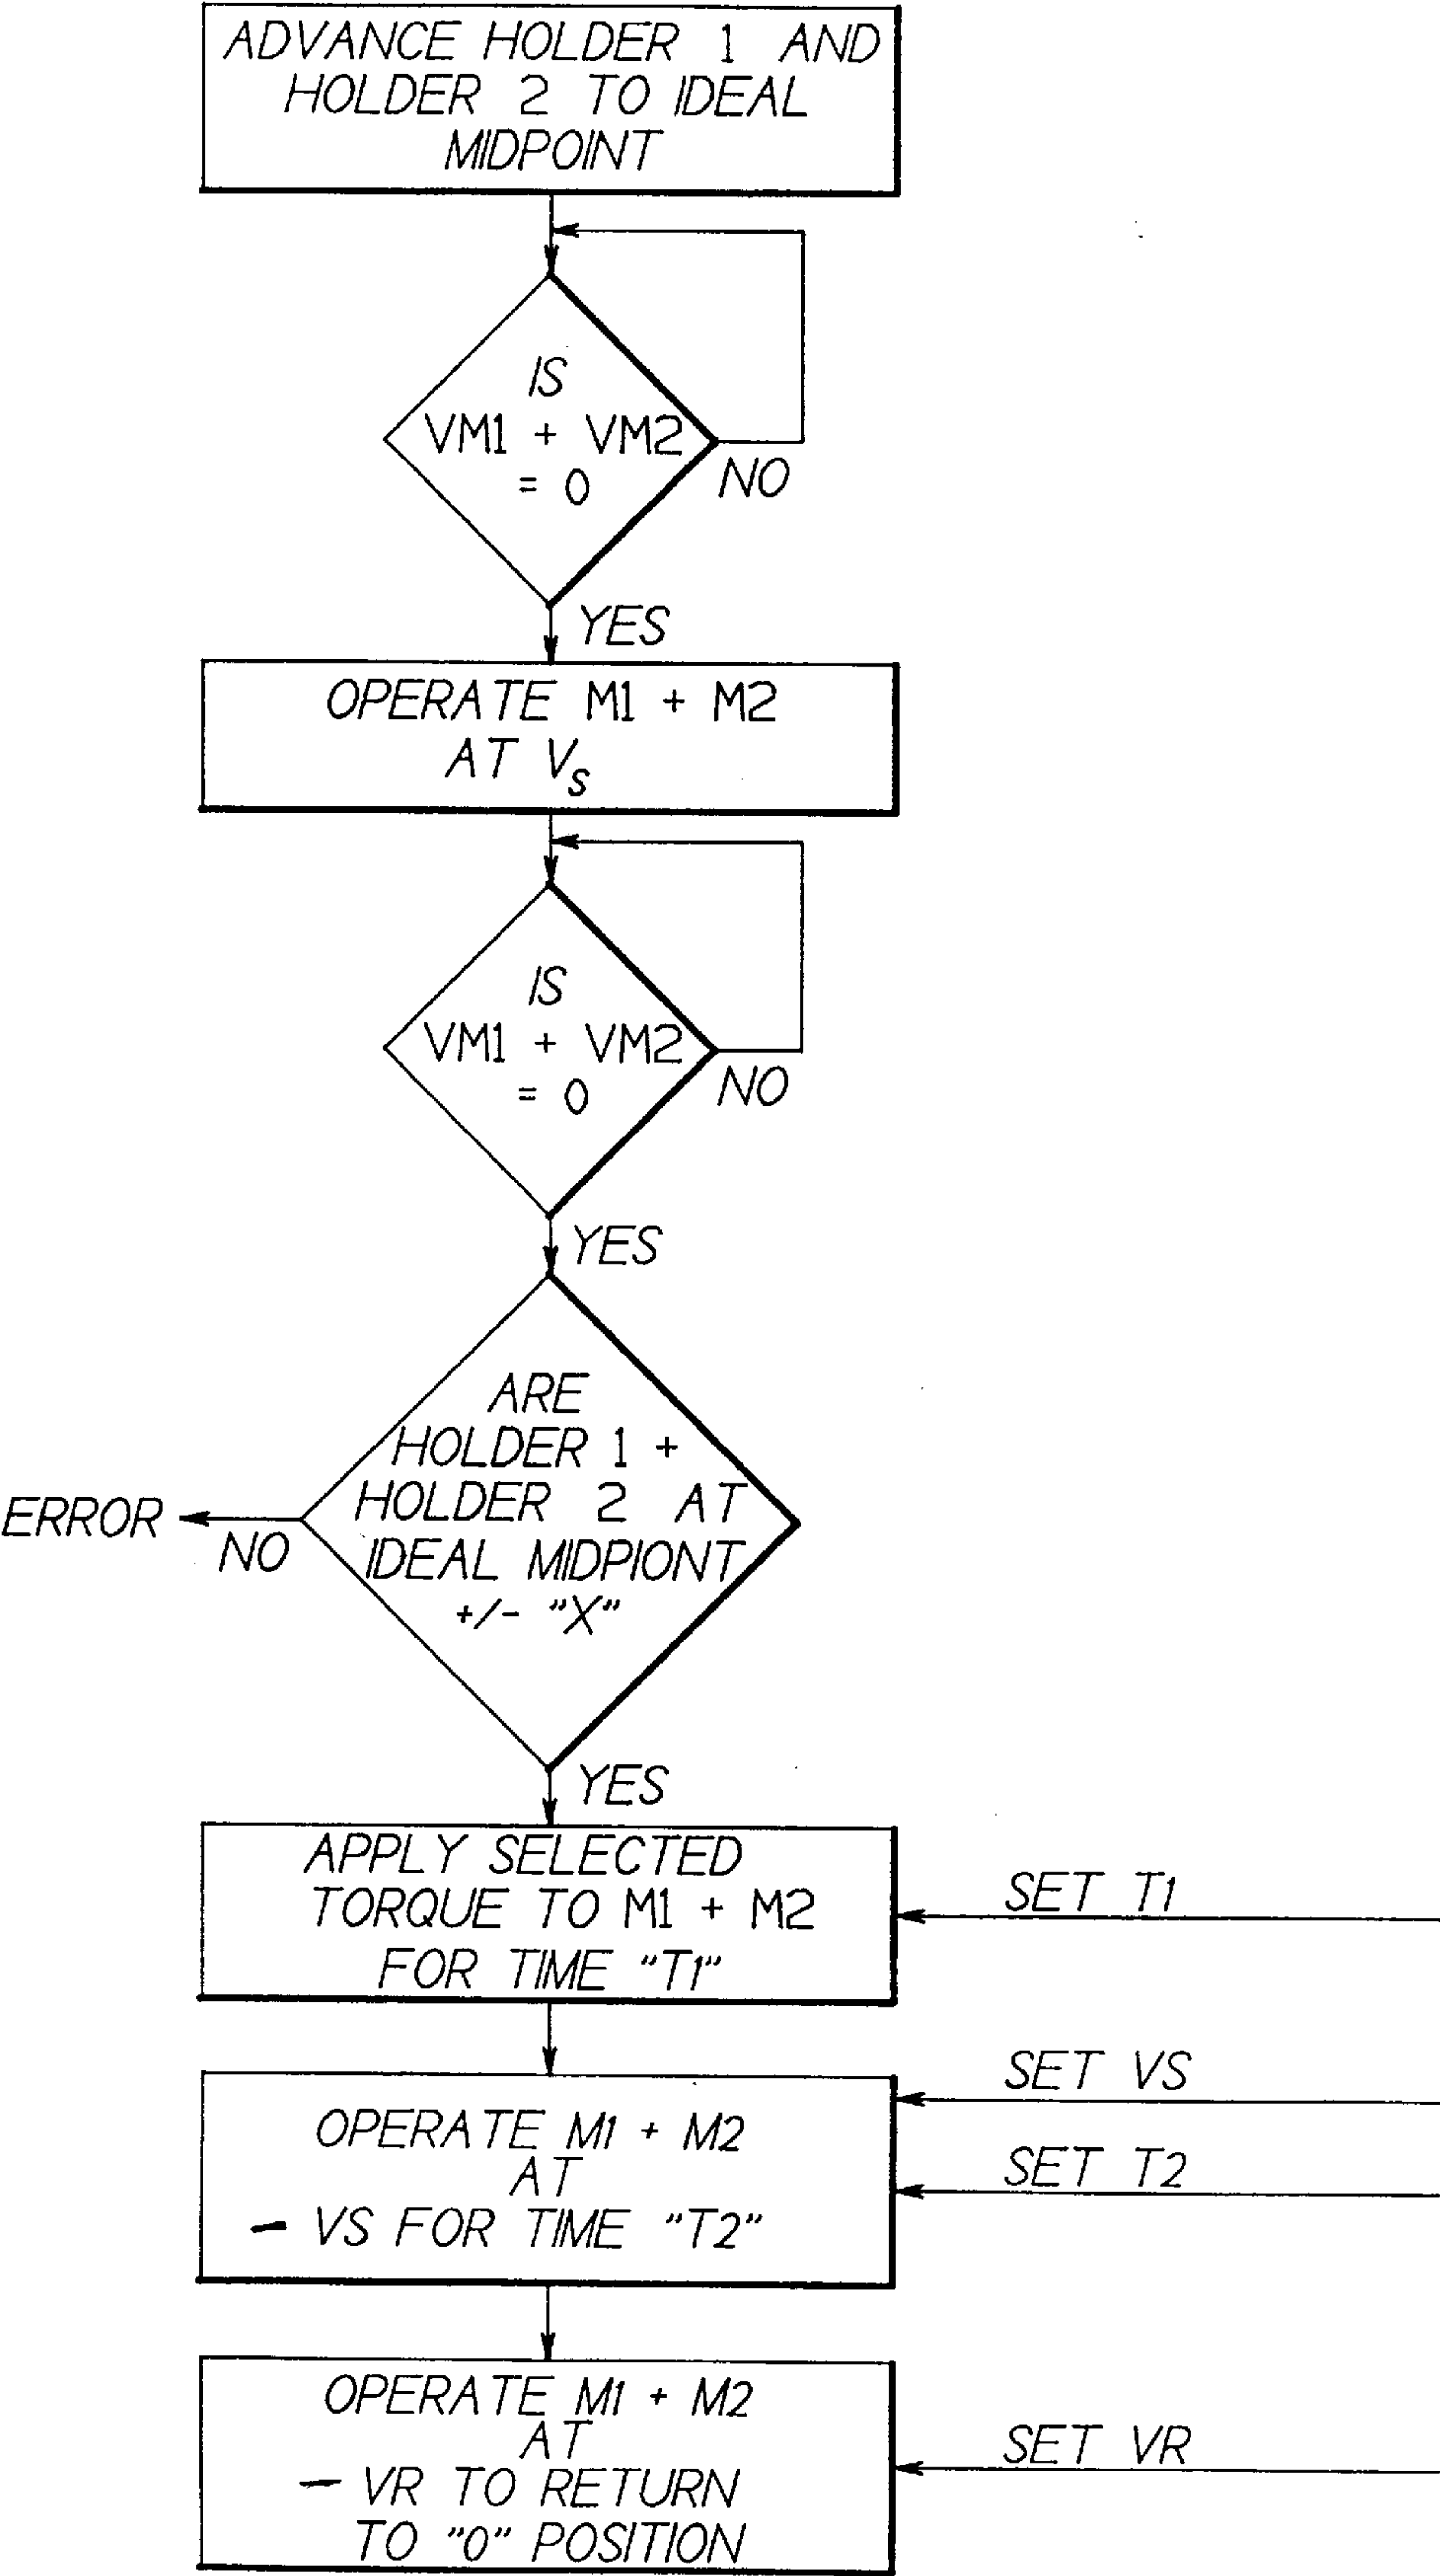 ADVANCE HOLDER 1 AND
HOLDER 2 TO IDEAL
MIDPOINT
IS
VM1 + VM2
= 0
NO
YES
OPERATE M1 + M2
AT Vs
IS
VM1 + VM2
= 0
NO
YES
ARE
HOLDER 1 +
HOLDER 2 AT
IDEAL MIDPIONT
+/- "X"
ERROR
NO
YES
APPLY SELECTED
TORQUE TO M1 + M2
FOR TIME "T1"
SET T1
OPERATE M1 + M2
AT
- VS FOR TIME "T2"
SET VS
SET T2
OPERATE M1 + M2
AT
- VR TO RETURN
TO "0" POSITION
SET VR